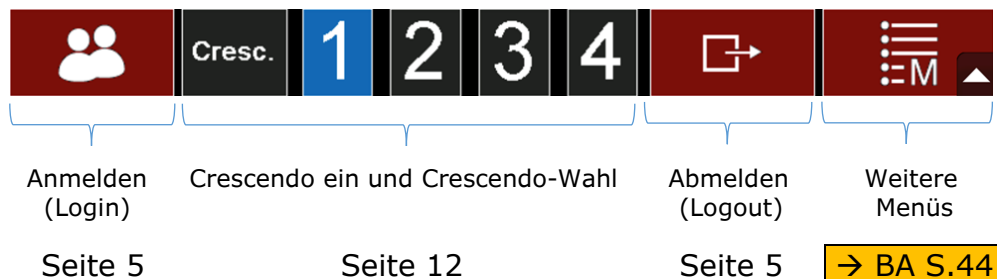 Cresc. 1 2 3 4 M
Anmelden Crescendo ein und Crescendo-Wahl Abmelden Weitere
(Login) (Logout) Menüs
Seite 5 Seite 12 Seite 5 → BA S.44